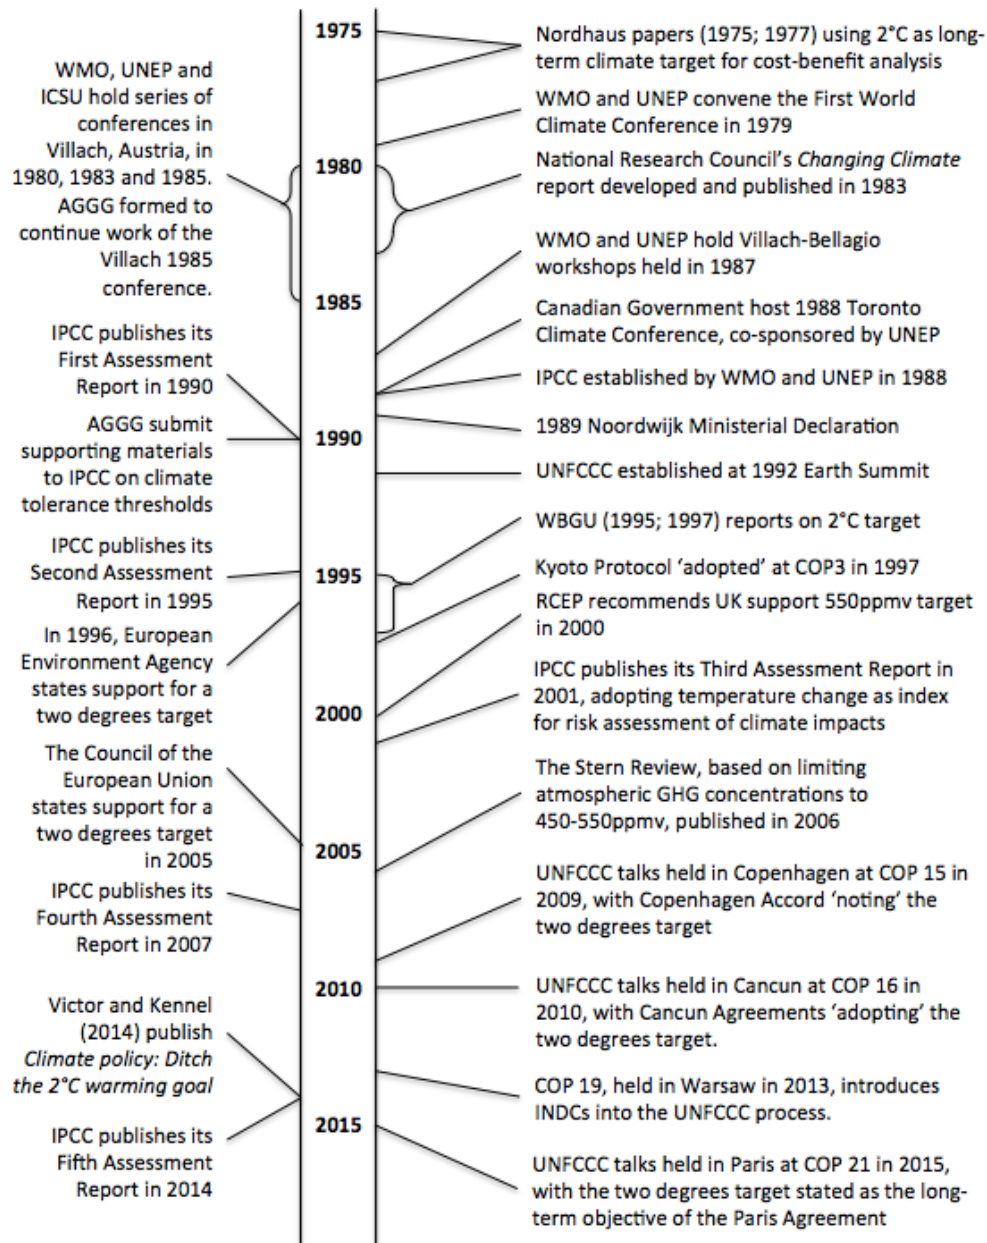 1975
1980
1985
1990
1995
2000
2005
2010
2015
WMO, UNEP and
ICSU hold series of
conferences in
Villach, Austria, in
1980, 1983 and 1985.
AGGG formed to
continue work of the
Villach 1985
conference.
IPCC publishes its
First Assessment
Report in 1990
AGGG submit
supporting materials
to IPCC on climate
tolerance thresholds
IPCC publishes its
Second Assessment
Report in 1995
In 1996, European
Environment Agency
states support for a
two degrees target
The Council of the
European Union
states support for a
two degrees target
in 2005
IPCC publishes its
Fourth Assessment
Report in 2007
Victor and Kennel
(2014) publish
Climate policy: Ditch
the 2°C warming goal
IPCC publishes its
Fifth Assessment
Report in 2014
Nordhaus papers (1975; 1977) using 2°C as long-
term climate target for cost-benefit analysis
WMO and UNEP convene the First World
Climate Conference in 1979
National Research Council’s Changing Climate
report developed and published in 1983
WMO and UNEP hold Villach-Bellagio
workshops held in 1987
Canadian Government host 1988 Toronto
Climate Conference, co-sponsored by UNEP
IPCC established by WMO and UNEP in 1988
1989 Noordwijk Ministerial Declaration
UNFCCC established at 1992 Earth Summit
WBGU (1995; 1997) reports on 2°C target
Kyoto Protocol ‘adopted’ at COP3 in 1997
RCEP recommends UK support 550ppmv target
in 2000
IPCC publishes its Third Assessment Report in
2001, adopting temperature change as index
for risk assessment of climate impacts
The Stern Review, based on limiting
atmospheric GHG concentrations to
450-550ppmv, published in 2006
UNFCCC talks held in Copenhagen at COP 15 in
2009, with Copenhagen Accord ‘noting’ the
two degrees target
UNFCCC talks held in Cancun at COP 16 in
2010, with Cancun Agreements ‘adopting’ the
two degrees target.
COP 19, held in Warsaw in 2013, introduces
INDCs into the UNFCCC process.
UNFCCC talks held in Paris at COP 21 in 2015,
with the two degrees target stated as the long-
term objective of the Paris Agreement